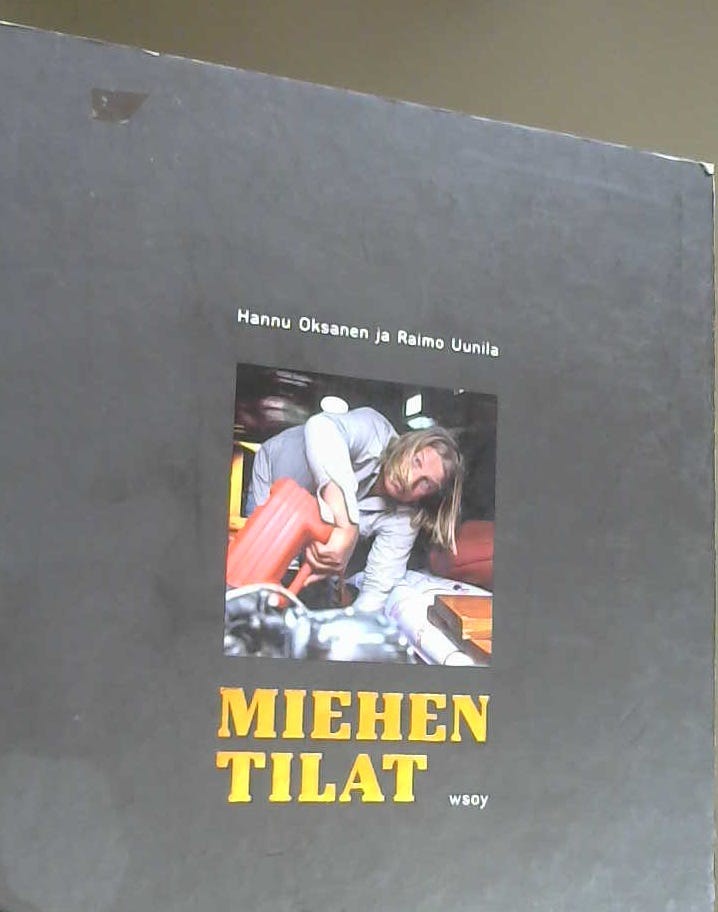 Hannu Oksanen ja Raimo Uunila
MIEHEN
TILAT
wsoy